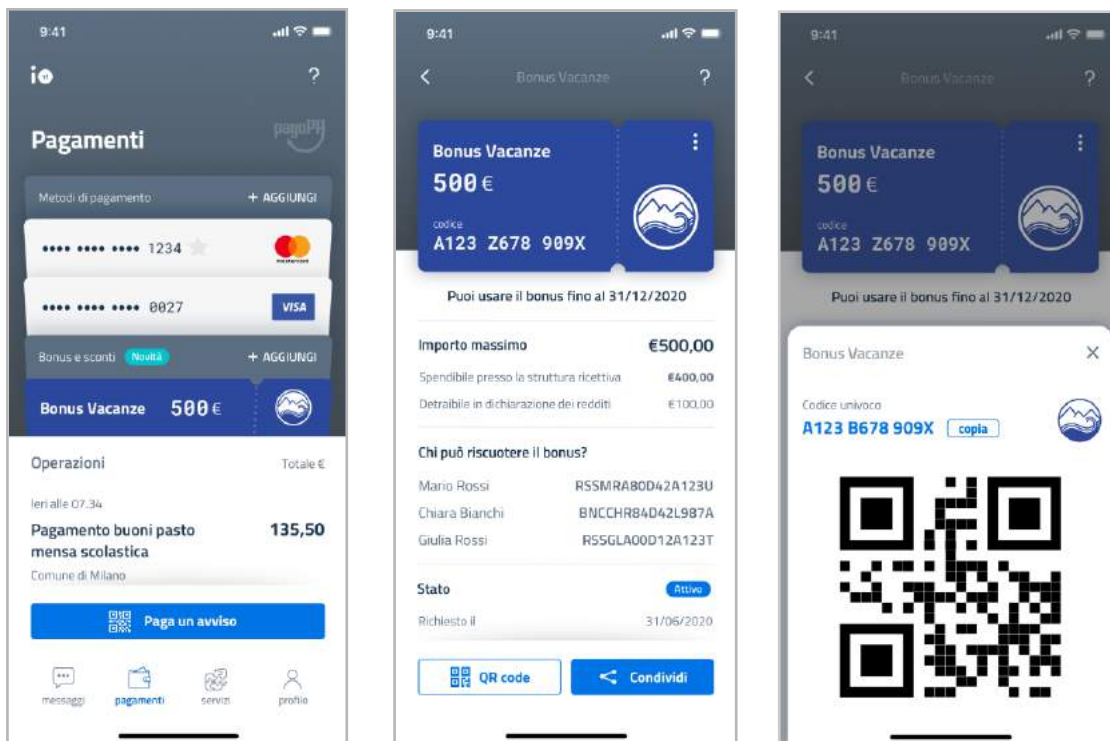 9:41
io
?
Pagamenti
pagoPA
Metodi di pagamento + AGGIUNGI
•••• •••• •••• 1234
mastercard
•••• •••• •••• 0027 VISA
Bonus e sconti Novità + AGGIUNGI
Bonus Vacanze 500 €
Operazioni Totale €
Ieri alle 07.34
Pagamento buoni pasto 135,50
mensa scolastica
Comune di Milano
Paga un avviso
messaggi pagamenti servizi profilo
9:41
Bonus Vacanze ?
Bonus Vacanze
500 €
codice
A123 Z678 909X
Puoi usare il bonus fino al 31/12/2020
Importo massimo €500,00
Spendibile presso la struttura ricettiva €400,00
Detraibile in dichiarazione dei redditi €100,00
Chi può riscuotere il bonus?
Mario Rossi RSSMRA80D42A123U
Chiara Bianchi BNCCHR84D42L987A
Giulia Rossi RSSGLA00D12A123T
Stato Attivo
Richiesto il 31/06/2020
QR code Condividi
9:41
Bonus Vacanze ?
Bonus Vacanze
500 €
codice
A123 Z678 909X
Puoi usare il bonus fino al 31/12/2020
Bonus Vacanze
Codice univoco
A123 B678 909X copia